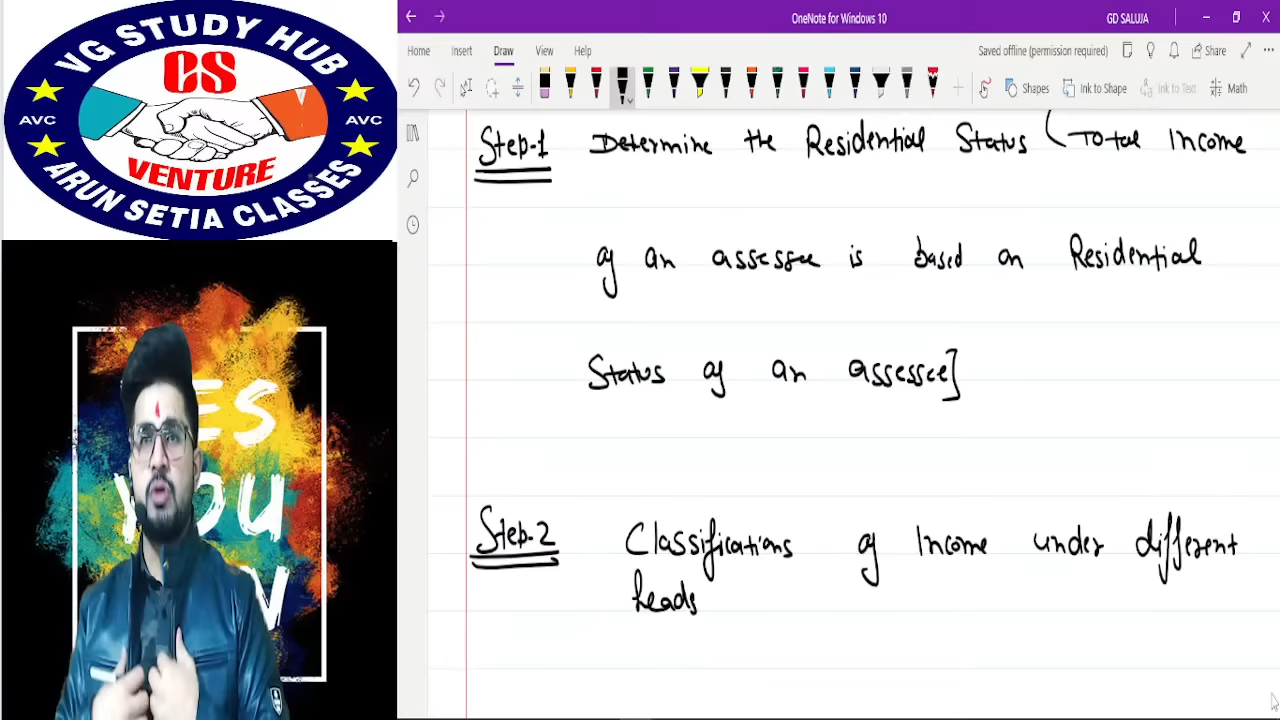 VG STUDY HUB
CS
AVC
AVC
VENTURE
ARUN SETIA CLASSES
YES
YOU
OneNote for Windows 10
GD SALUJA
Home Insert Draw View Help
Saved offline (permission required)
Share
Shapes
Ink to Shape
Ink to Text
Math
Step-1 Determine the Residential Status (Total Income
of an assessee is based on Residential
Status of an assessee]
Step-2 Classifications of Income under different
heads